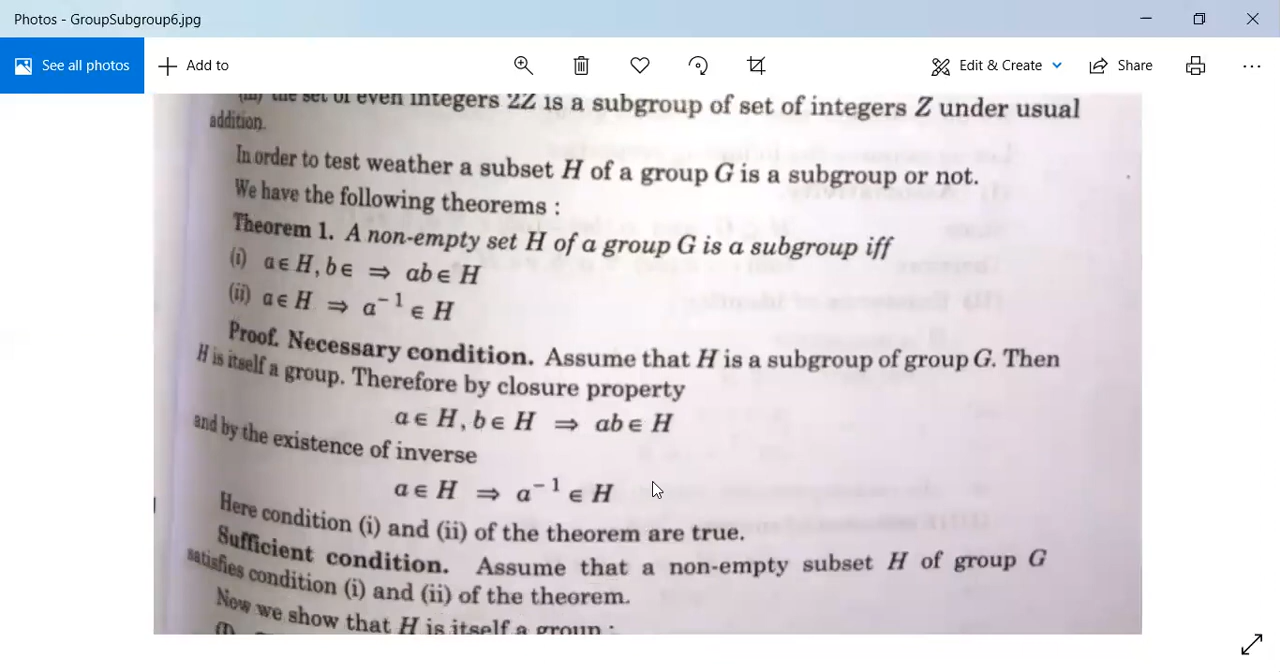 Photos - GroupSubgroup6.jpg
See all photos
Add to
Edit & Create
Share
(iii) the set of even integers 2Z is a subgroup of set of integers Z under usual
addition.
In order to test weather a subset H of a group G is a subgroup or not.
We have the following theorems :
Theorem 1. A non-empty set H of a group G is a subgroup iff
(i) a ∈ H, b ∈ ⇒ ab ∈ H
(ii) a ∈ H ⇒ a⁻¹ ∈ H
Proof. Necessary condition. Assume that H is a subgroup of group G. Then
H is itself a group. Therefore by closure property
a ∈ H, b ∈ H ⇒ ab ∈ H
and by the existence of inverse
a ∈ H ⇒ a⁻¹ ∈ H
Here condition (i) and (ii) of the theorem are true.
Sufficient condition. Assume that a non-empty subset H of group G
satisfies condition (i) and (ii) of the theorem.
Now we show that H is itself a group :